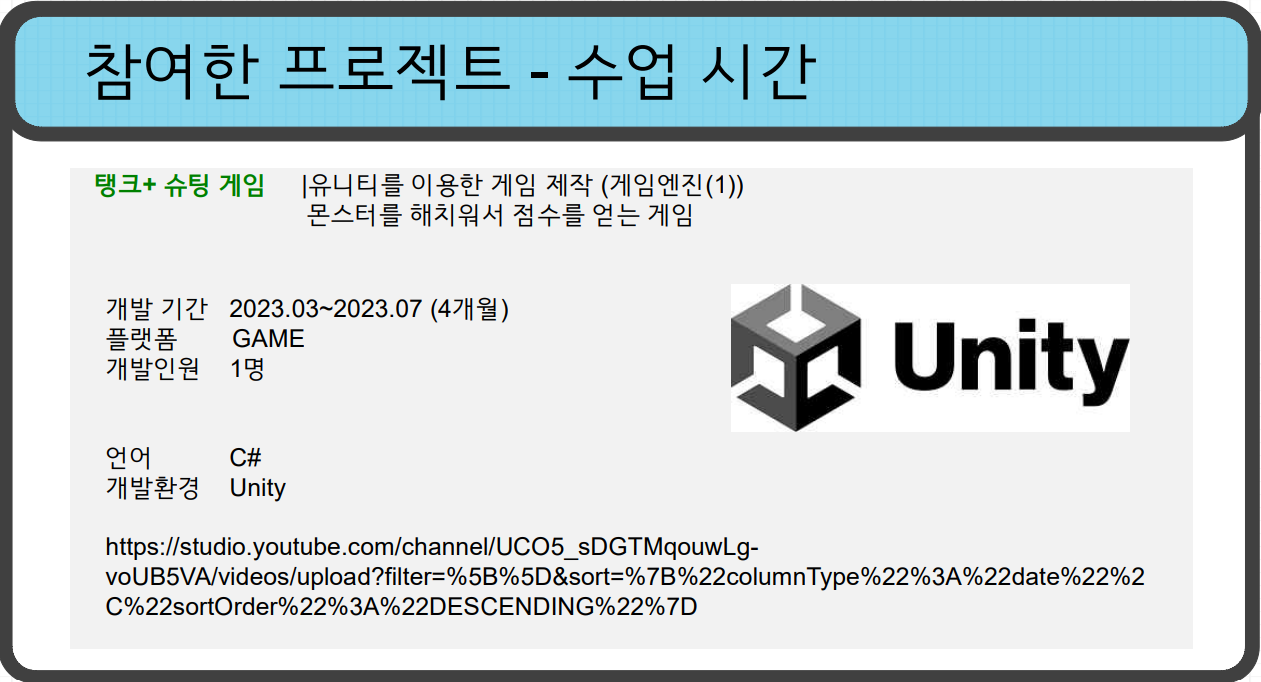 참여한 프로젝트 - 수업 시간
탱크+ 슈팅 게임 |유니티를 이용한 게임 제작 (게임엔진(1))
몬스터를 해치워서 점수를 얻는 게임
개발 기간 2023.03~2023.07 (4개월)
플랫폼 GAME
개발인원 1명
Unity
언어 C#
개발환경 Unity
https://studio.youtube.com/channel/UCO5_sDGTMqouwLg-
voUB5VA/videos/upload?filter=%5B%5D&sort=%7B%22columnType%22%3A%22date%22%2
C%22sortOrder%22%3A%22DESCENDING%22%7D